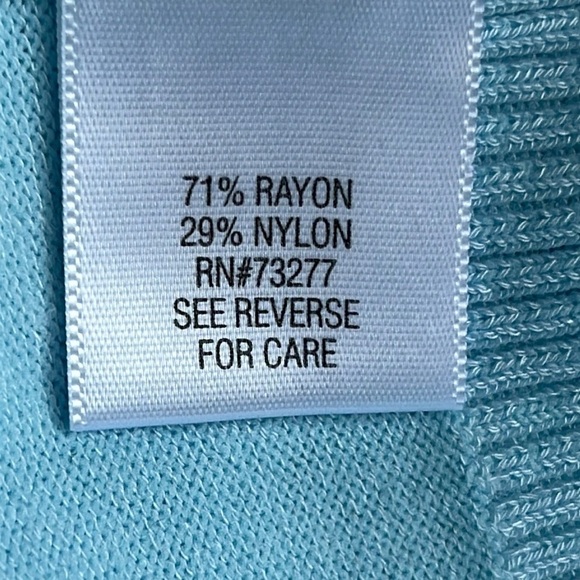 71% RAYON
29% NYLON
RN#73277
SEE REVERSE
FOR CARE